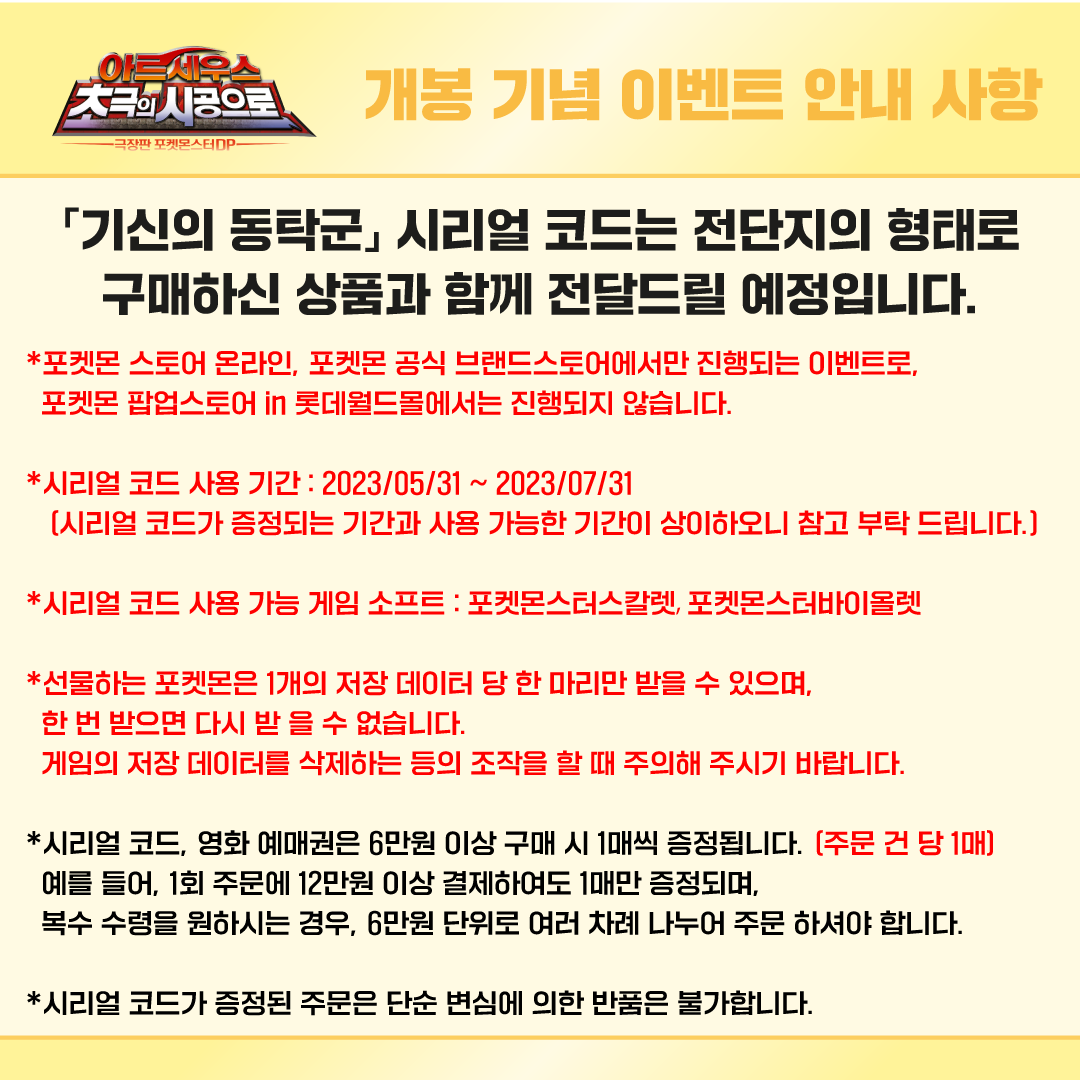 아르세우스
초극의 시공으로
극장판 포켓몬스터DP
개봉 기념 이벤트 안내 사항
「기신의 동탁군」 시리얼 코드는 전단지의 형태로
구매하신 상품과 함께 전달드릴 예정입니다.
*포켓몬 스토어 온라인, 포켓몬 공식 브랜드스토어에서만 진행되는 이벤트로,
포켓몬 팝업스토어 in 롯데월드몰에서는 진행되지 않습니다.
*시리얼 코드 사용 기간 : 2023/05/31 ~ 2023/07/31
(시리얼 코드가 증정되는 기간과 사용 가능한 기간이 상이하오니 참고 부탁 드립니다.)
*시리얼 코드 사용 가능 게임 소프트 : 포켓몬스터스칼렛, 포켓몬스터바이올렛
*선물하는 포켓몬은 1개의 저장 데이터 당 한 마리만 받을 수 있으며,
한 번 받으면 다시 받 을 수 없습니다.
게임의 저장 데이터를 삭제하는 등의 조작을 할 때 주의해 주시기 바랍니다.
*시리얼 코드, 영화 예매권은 6만원 이상 구매 시 1매씩 증정됩니다. (주문 건 당 1매)
예를 들어, 1회 주문에 12만원 이상 결제하여도 1매만 증정되며,
복수 수령을 원하시는 경우, 6만원 단위로 여러 차례 나누어 주문 하셔야 합니다.
*시리얼 코드가 증정된 주문은 단순 변심에 의한 반품은 불가합니다.